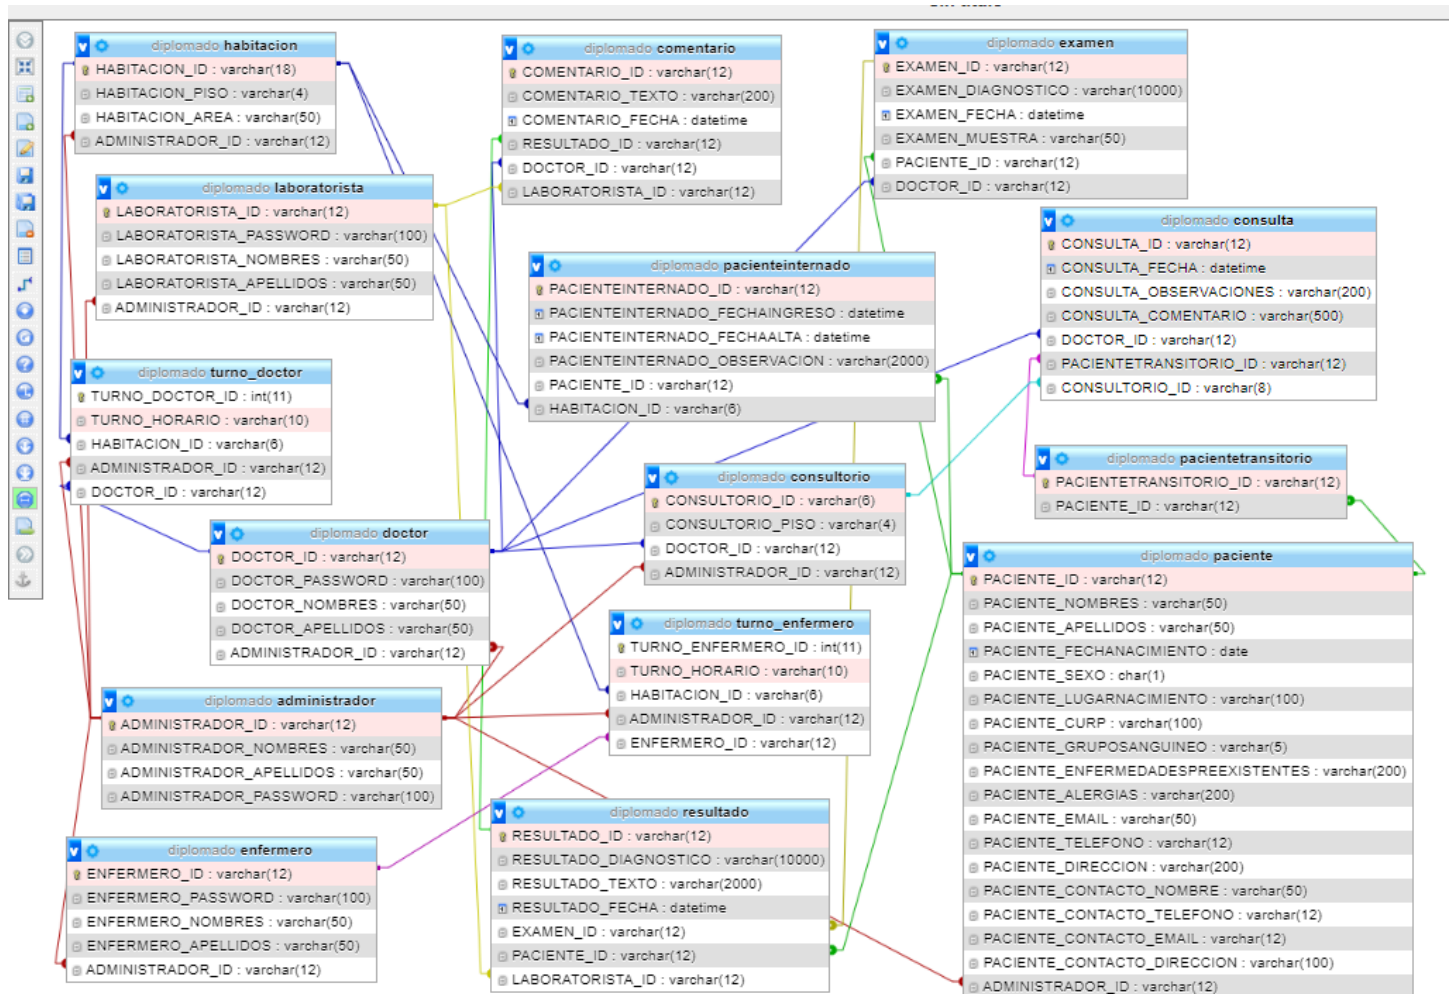 diplomado habitacion
HABITACION_ID : varchar(18)
HABITACION_PISO : varchar(4)
HABITACION_AREA : varchar(50)
ADMINISTRADOR_ID : varchar(12)
diplomado comentario
COMENTARIO_ID : varchar(12)
COMENTARIO_TEXTO : varchar(200)
COMENTARIO_FECHA : datetime
RESULTADO_ID : varchar(12)
DOCTOR_ID : varchar(12)
LABORATORISTA_ID : varchar(12)
diplomado examen
EXAMEN_ID : varchar(12)
EXAMEN_DIAGNOSTICO : varchar(10000)
EXAMEN_FECHA : datetime
EXAMEN_MUESTRA : varchar(50)
PACIENTE_ID : varchar(12)
DOCTOR_ID : varchar(12)
diplomado laboratorista
LABORATORISTA_ID : varchar(12)
LABORATORISTA_PASSWORD : varchar(100)
LABORATORISTA_NOMBRES : varchar(50)
LABORATORISTA_APELLIDOS : varchar(50)
ADMINISTRADOR_ID : varchar(12)
diplomado consulta
CONSULTA_ID : varchar(12)
CONSULTA_FECHA : datetime
CONSULTA_OBSERVACIONES : varchar(200)
CONSULTA_COMENTARIO : varchar(500)
DOCTOR_ID : varchar(12)
PACIENTETRANSITORIO_ID : varchar(12)
CONSULTORIO_ID : varchar(8)
diplomado pacienteinternado
PACIENTEINTERNADO_ID : varchar(12)
PACIENTEINTERNADO_FECHAINGRESO : datetime
PACIENTEINTERNADO_FECHAALTA : datetime
PACIENTEINTERNADO_OBSERVACION : varchar(2000)
PACIENTE_ID : varchar(12)
HABITACION_ID : varchar(6)
diplomado turno_doctor
TURNO_DOCTOR_ID : int(11)
TURNO_HORARIO : varchar(10)
HABITACION_ID : varchar(6)
ADMINISTRADOR_ID : varchar(12)
DOCTOR_ID : varchar(12)
diplomado pacientetransitorio
PACIENTETRANSITORIO_ID : varchar(12)
PACIENTE_ID : varchar(12)
diplomado consultorio
CONSULTORIO_ID : varchar(6)
CONSULTORIO_PISO : varchar(4)
DOCTOR_ID : varchar(12)
ADMINISTRADOR_ID : varchar(12)
diplomado doctor
DOCTOR_ID : varchar(12)
DOCTOR_PASSWORD : varchar(100)
DOCTOR_NOMBRES : varchar(50)
DOCTOR_APELLIDOS : varchar(50)
ADMINISTRADOR_ID : varchar(12)
diplomado paciente
PACIENTE_ID : varchar(12)
PACIENTE_NOMBRES : varchar(50)
PACIENTE_APELLIDOS : varchar(50)
PACIENTE_FECHANACIMIENTO : date
PACIENTE_SEXO : char(1)
PACIENTE_LUGARNACIMIENTO : varchar(100)
PACIENTE_CURP : varchar(100)
PACIENTE_GRUPOSANGUINEO : varchar(5)
PACIENTE_ENFERMEDADESPREEXISTENTES : varchar(200)
PACIENTE_ALERGIAS : varchar(200)
PACIENTE_EMAIL : varchar(50)
PACIENTE_TELEFONO : varchar(12)
PACIENTE_DIRECCION : varchar(200)
PACIENTE_CONTACTO_NOMBRE : varchar(50)
PACIENTE_CONTACTO_TELEFONO : varchar(12)
PACIENTE_CONTACTO_EMAIL : varchar(12)
PACIENTE_CONTACTO_DIRECCION : varchar(100)
ADMINISTRADOR_ID : varchar(12)
diplomado turno_enfermero
TURNO_ENFERMERO_ID : int(11)
TURNO_HORARIO : varchar(10)
HABITACION_ID : varchar(6)
ADMINISTRADOR_ID : varchar(12)
ENFERMERO_ID : varchar(12)
diplomado administrador
ADMINISTRADOR_ID : varchar(12)
ADMINISTRADOR_NOMBRES : varchar(50)
ADMINISTRADOR_APELLIDOS : varchar(50)
ADMINISTRADOR_PASSWORD : varchar(100)
diplomado resultado
RESULTADO_ID : varchar(12)
RESULTADO_DIAGNOSTICO : varchar(10000)
RESULTADO_TEXTO : varchar(2000)
RESULTADO_FECHA : datetime
EXAMEN_ID : varchar(12)
PACIENTE_ID : varchar(12)
LABORATORISTA_ID : varchar(12)
diplomado enfermero
ENFERMERO_ID : varchar(12)
ENFERMERO_PASSWORD : varchar(100)
ENFERMERO_NOMBRES : varchar(50)
ENFERMERO_APELLIDOS : varchar(50)
ADMINISTRADOR_ID : varchar(12)